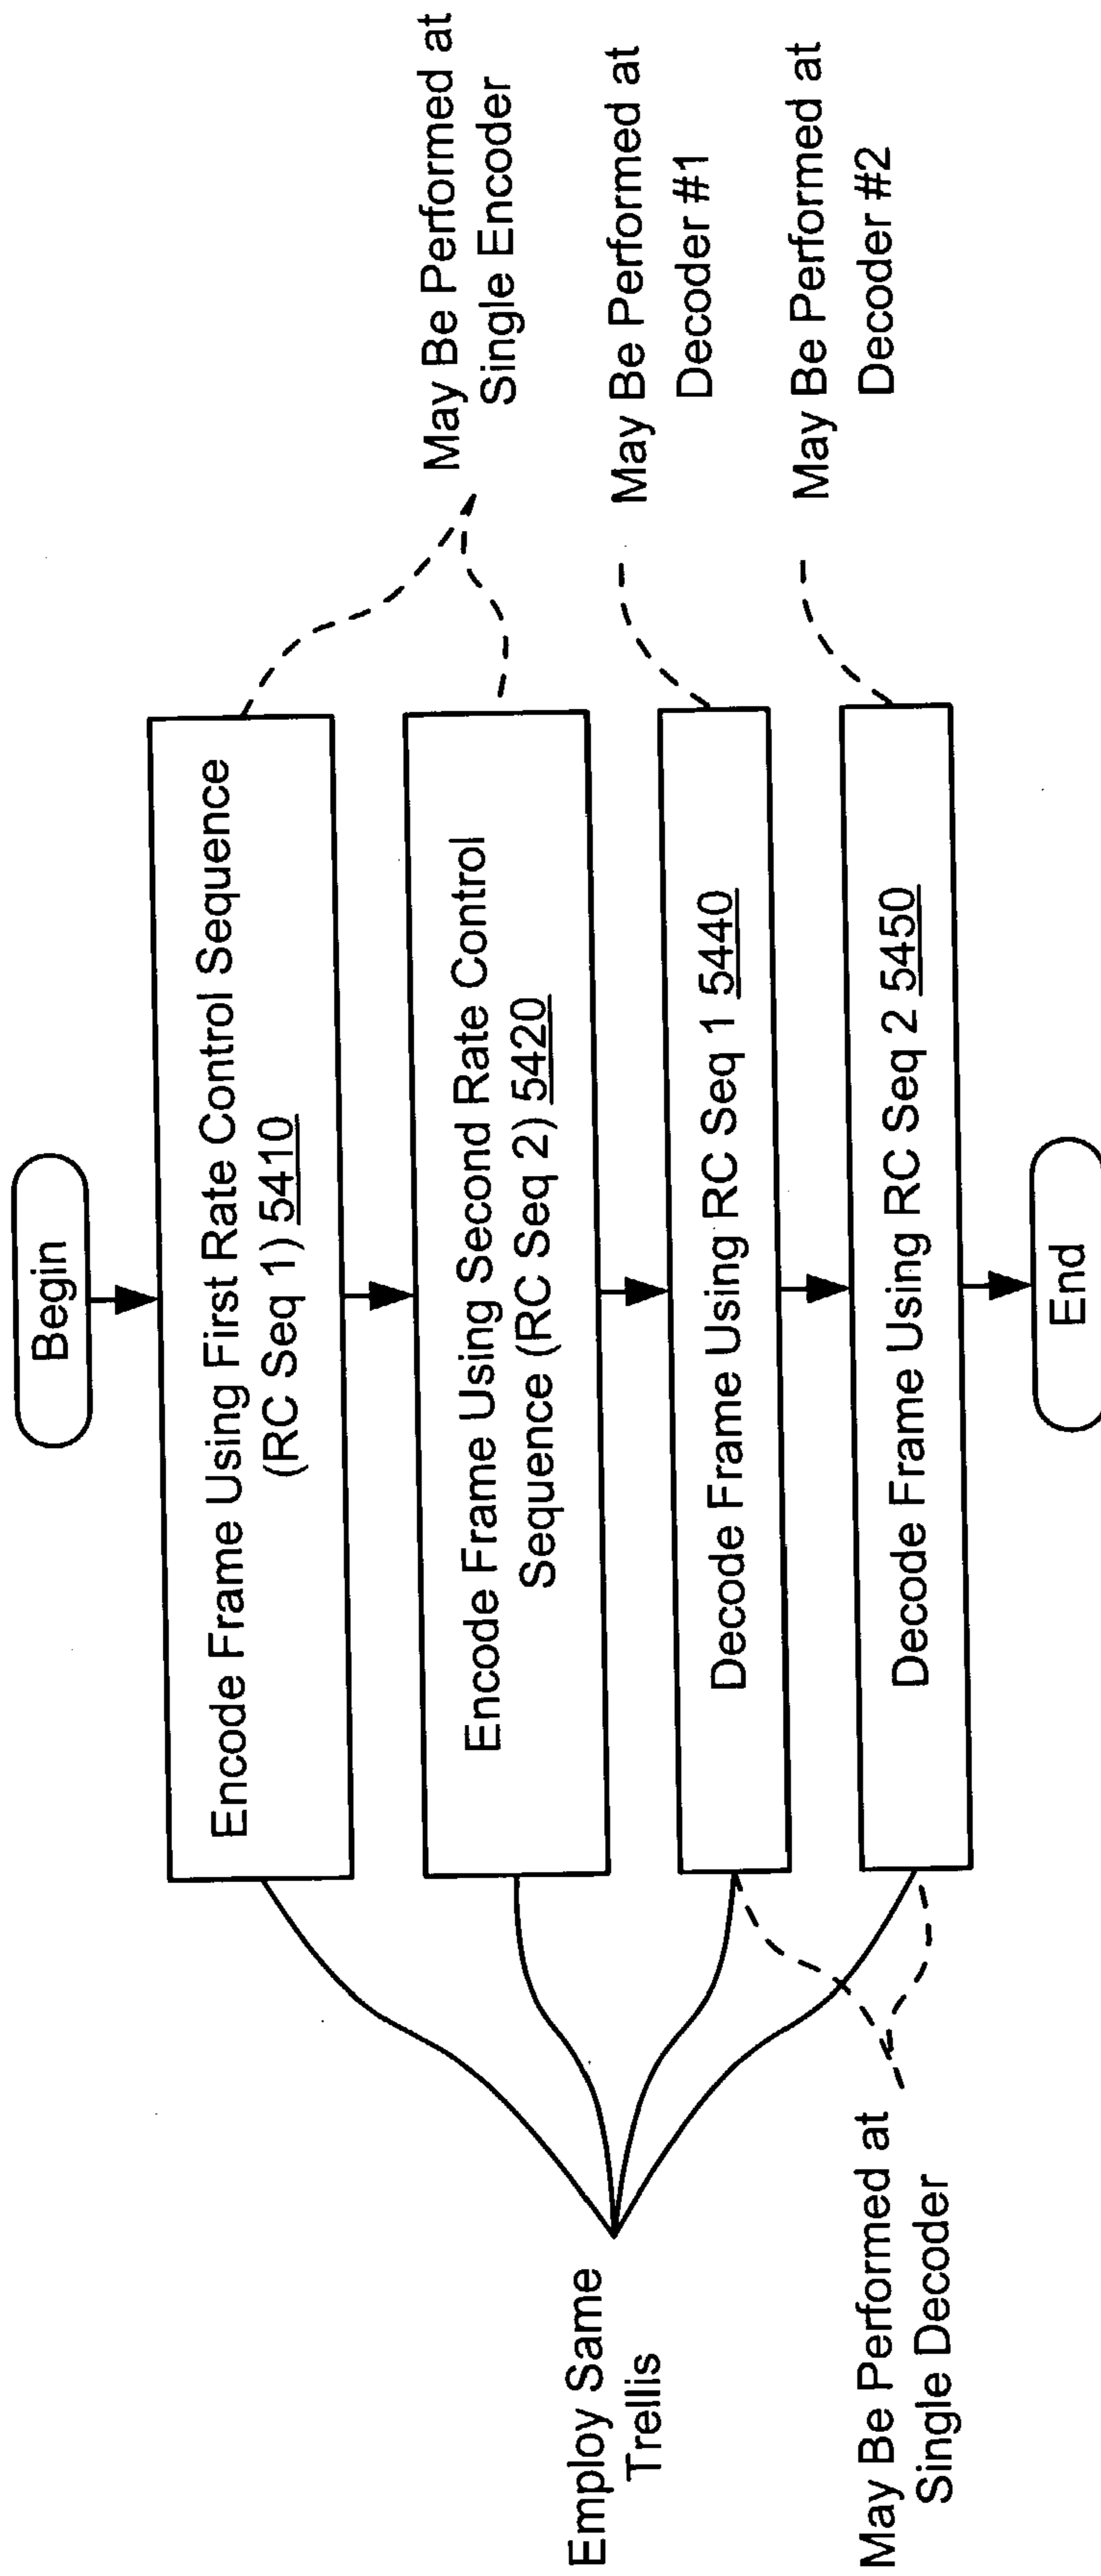 Begin
Encode Frame Using First Rate Control Sequence
(RC Seq 1) 5410
Encode Frame Using Second Rate Control
Sequence (RC Seq 2) 5420
Decode Frame Using RC Seq 1 5440
Decode Frame Using RC Seq 2 5450
End
Employ Same
Trellis
May Be Performed at
Single Decoder
May Be Performed at
Single Encoder
May Be Performed at
Decoder #1
May Be Performed at
Decoder #2